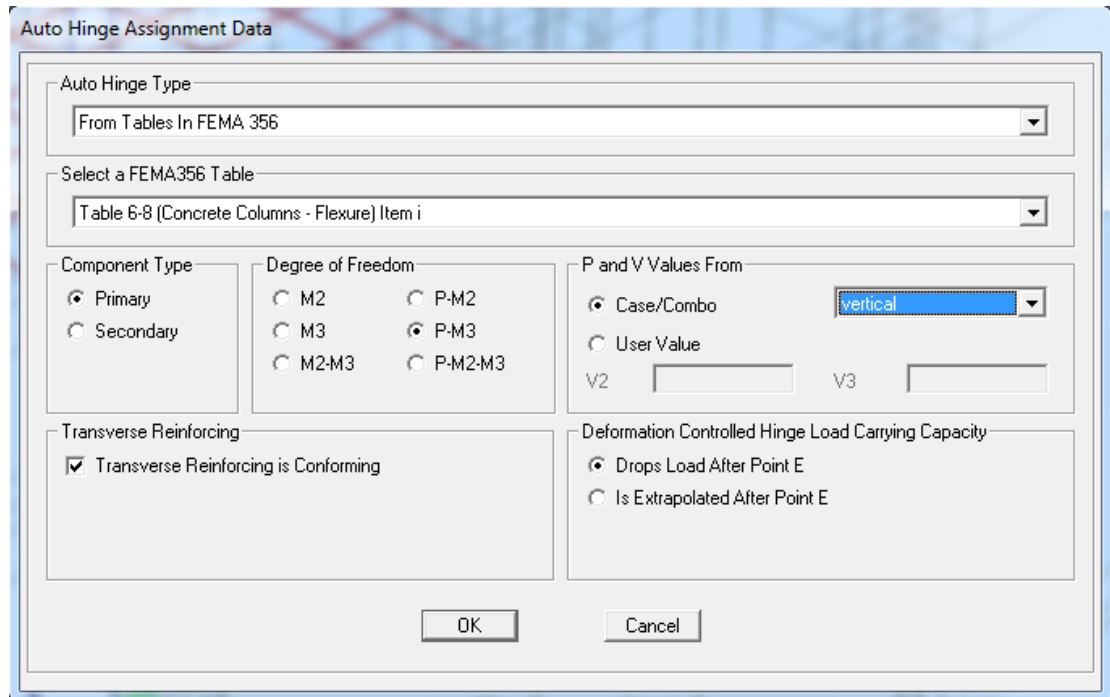 Auto Hinge Assignment Data
Auto Hinge Type
From Tables In FEMA 356
Select a FEMA356 Table
Table 6-8 (Concrete Columns - Flexure) Item i
Component Type
Primary
Secondary
Degree of Freedom
M2 P-M2
M3 P-M3
M2-M3 P-M2-M3
P and V Values From
Case/Combo vertical
User Value
V2 V3
Transverse Reinforcing
Transverse Reinforcing is Conforming
Deformation Controlled Hinge Load Carrying Capacity
Drops Load After Point E
Is Extrapolated After Point E
OK Cancel